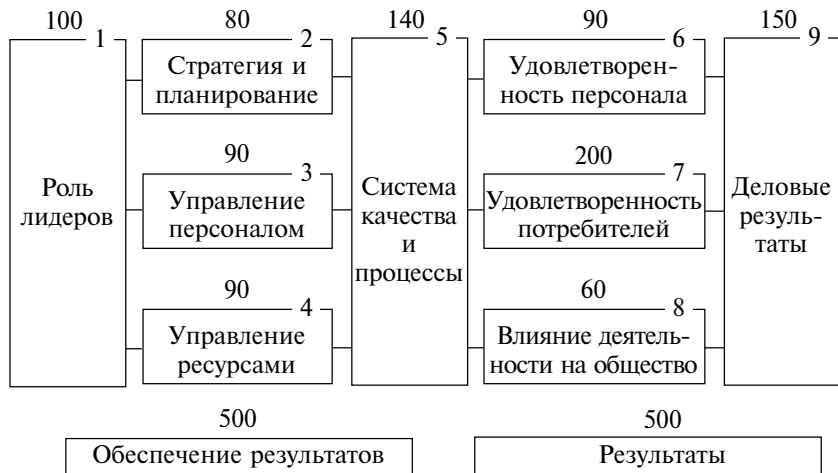 100
80
140
90
150
1
2
5
6
9
Стратегия и
планирование
Удовлетворен-
ность персонала
90
200
3
7
Роль
лидеров
Управление
персоналом
Система
качества
и
процессы
Удовлетворенность
потребителей
Деловые
резуль-
таты
90
60
4
8
Управление
ресурсами
Влияние деятель-
ности на общество
500
500
Обеспечение результатов
Результаты